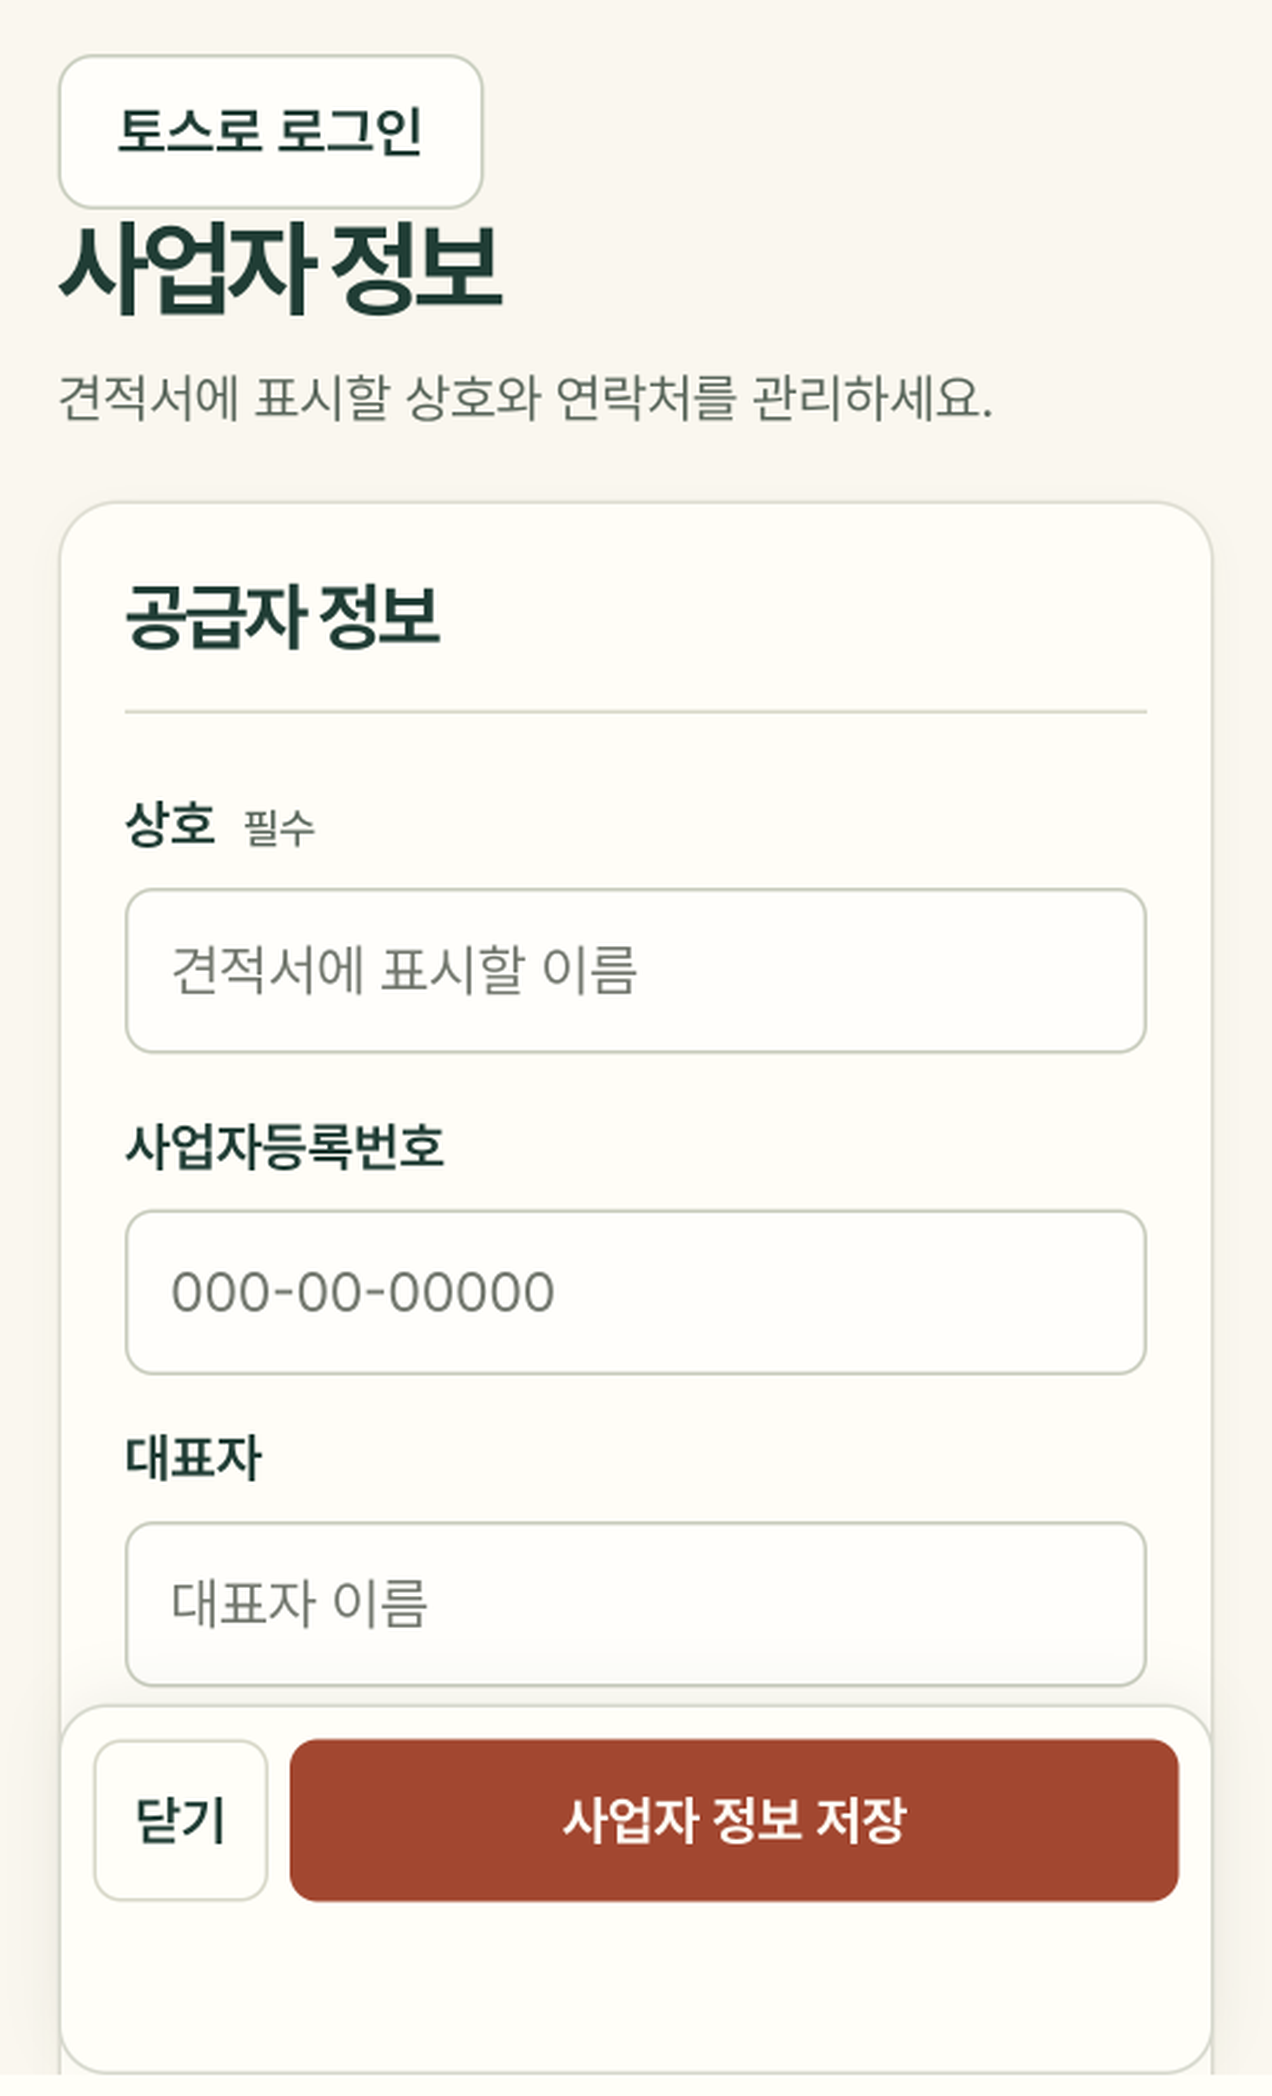 토스로 로그인
사업자 정보
견적서에 표시할 상호와 연락처를 관리하세요.
공급자 정보
상호 필수
견적서에 표시할 이름
사업자등록번호
000-00-00000
대표자
대표자 이름
닫기
사업자 정보 저장